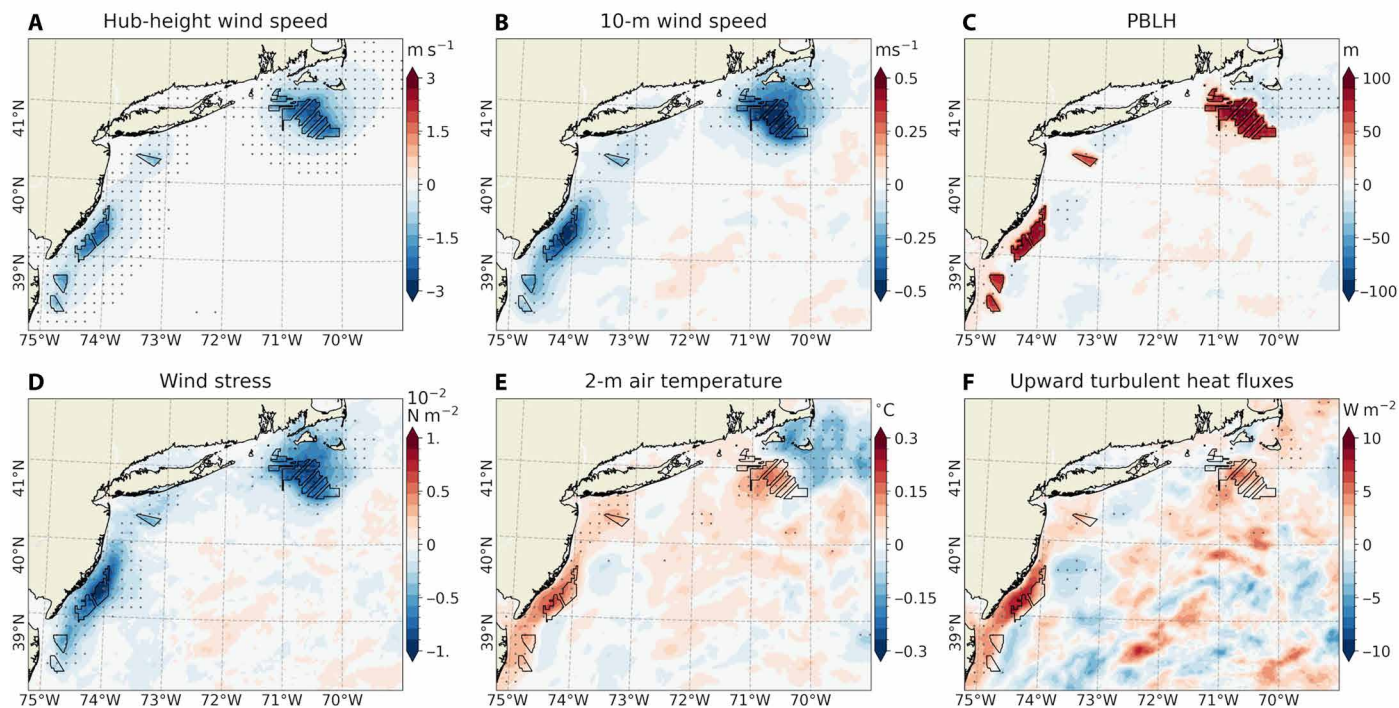 A Hub-height wind speed
m s⁻¹
3
1.5
0
−1.5
−3
41°N
40°N
39°N
75°W 74°W 73°W 72°W 71°W 70°W
B 10-m wind speed
ms⁻¹
0.5
0.25
0
−0.25
−0.5
41°N
40°N
39°N
75°W 74°W 73°W 72°W 71°W 70°W
C PBLH
m
100
50
0
−50
−100
41°N
40°N
39°N
75°W 74°W 73°W 72°W 71°W 70°W
D Wind stress
10⁻²
N m⁻²
1.
0.5
0
−0.5
−1.
41°N
40°N
39°N
75°W 74°W 73°W 72°W 71°W 70°W
E 2-m air temperature
°C
0.3
0.15
0
−0.15
−0.3
41°N
40°N
39°N
75°W 74°W 73°W 72°W 71°W 70°W
F Upward turbulent heat fluxes
W m⁻²
10
5
0
−5
−10
41°N
40°N
39°N
75°W 74°W 73°W 72°W 71°W 70°W